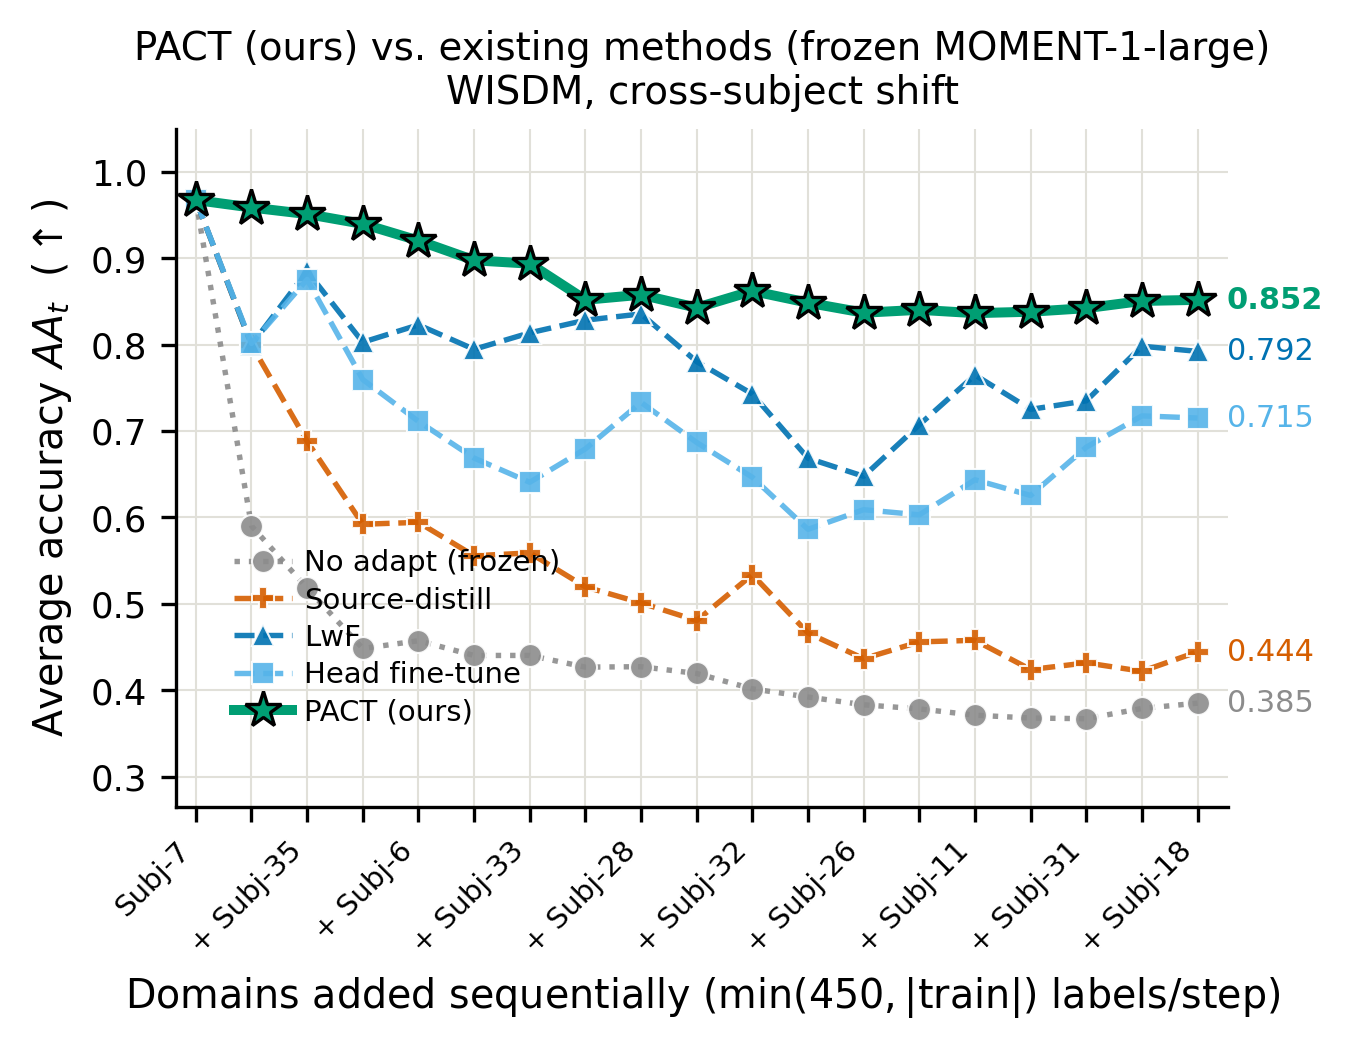 PACT (ours) vs. existing methods (frozen MOMENT-1-large)
WISDM, cross-subject shift
Average accuracy AA_t (↑)
1.0
0.9
0.8
0.7
0.6
0.5
0.4
0.3
0.852
0.792
0.715
0.444
0.385
No adapt (frozen)
Source-distill
LwF
Head fine-tune
PACT (ours)
Subj-7
+ Subj-35
+ Subj-6
+ Subj-33
+ Subj-28
+ Subj-32
+ Subj-26
+ Subj-11
+ Subj-31
+ Subj-18
Domains added sequentially (min(450, |train|) labels/step)